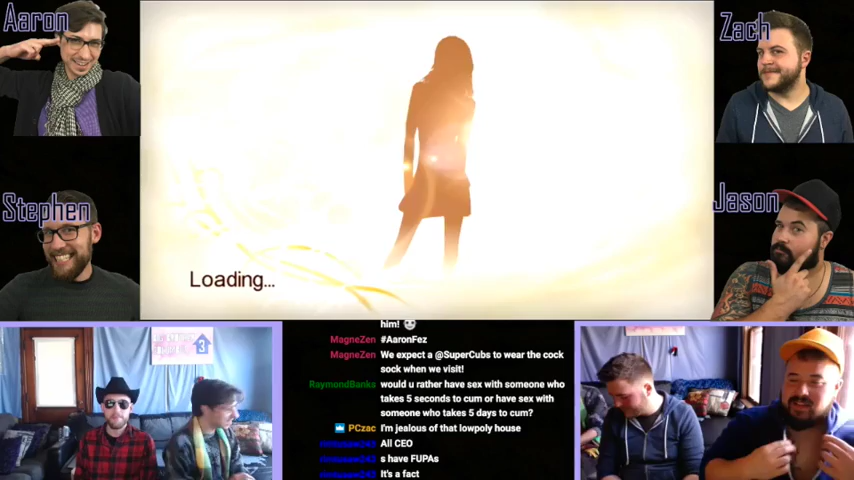 Aaron
Zach
Stephen
Jason
Loading...
3
him!
MagneZen #AaronFez
MagneZen We expect a @SuperCubs to wear the cock
sock when we visit!
RaymondBanks would u rather have sex with someone who
takes 5 seconds to cum or have sex with
someone who takes 5 days to cum?
PCzac I'm jealous of that lowpoly house
All CEO
s have FUPAs
It's a fact